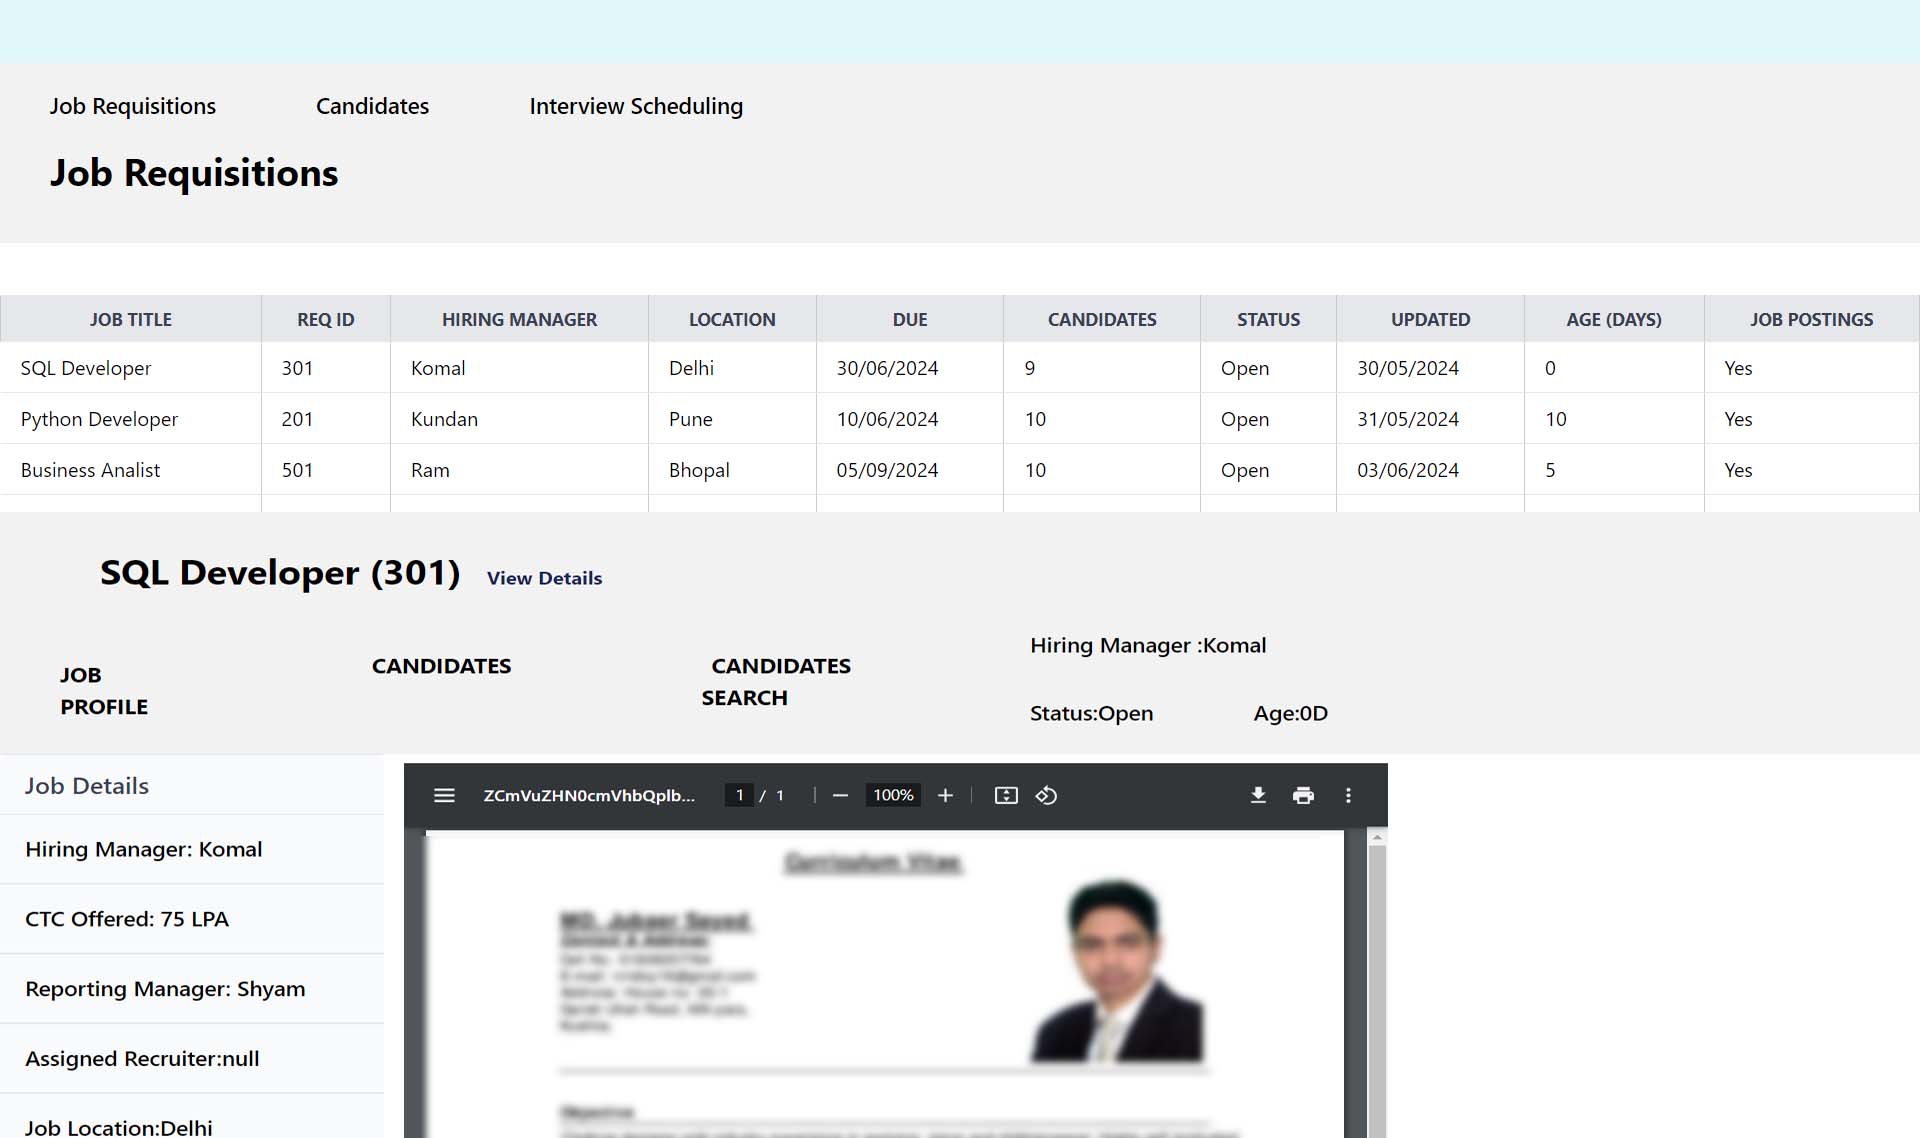 Job Requisitions Candidates Interview Scheduling
Job Requisitions
JOB TITLE REQ ID HIRING MANAGER LOCATION DUE CANDIDATES STATUS UPDATED AGE (DAYS) JOB POSTINGS
SQL Developer 301 Komal Delhi 30/06/2024 9 Open 30/05/2024 0 Yes
Python Developer 201 Kundan Pune 10/06/2024 10 Open 31/05/2024 10 Yes
Business Analist 501 Ram Bhopal 05/09/2024 10 Open 03/06/2024 5 Yes
SQL Developer (301) View Details
JOB
PROFILE
CANDIDATES
CANDIDATES
SEARCH
Hiring Manager :Komal
Status:Open Age:0D
Job Details
Hiring Manager: Komal
CTC Offered: 75 LPA
Reporting Manager: Shyam
Assigned Recruiter:null
Job Location:Delhi
ZCmVuZHN0cmVhbQplb... 1 / 1 100%
Curriculum Vitae
Objective